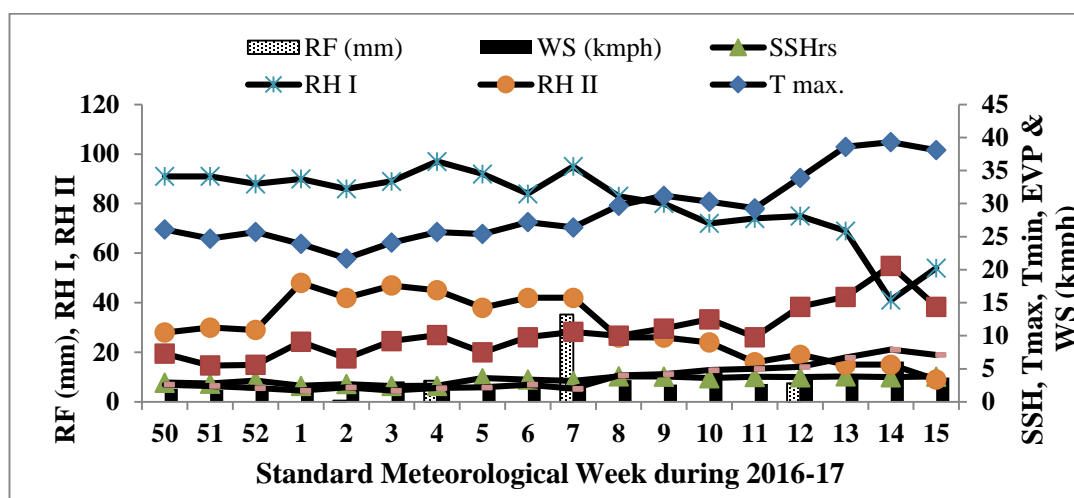 RF (mm) WS (kmph) SSHrs
RH I RH II T max.
120 45
100 40
80 35
60 30
40 25
20 20
0 15
10
5
0
RF (mm), RH I, RH II
SSH, Tmax, Tmin, EVP &
WS (kmph)
50 51 52 1 2 3 4 5 6 7 8 9 10 11 12 13 14 15
Standard Meteorological Week during 2016-17